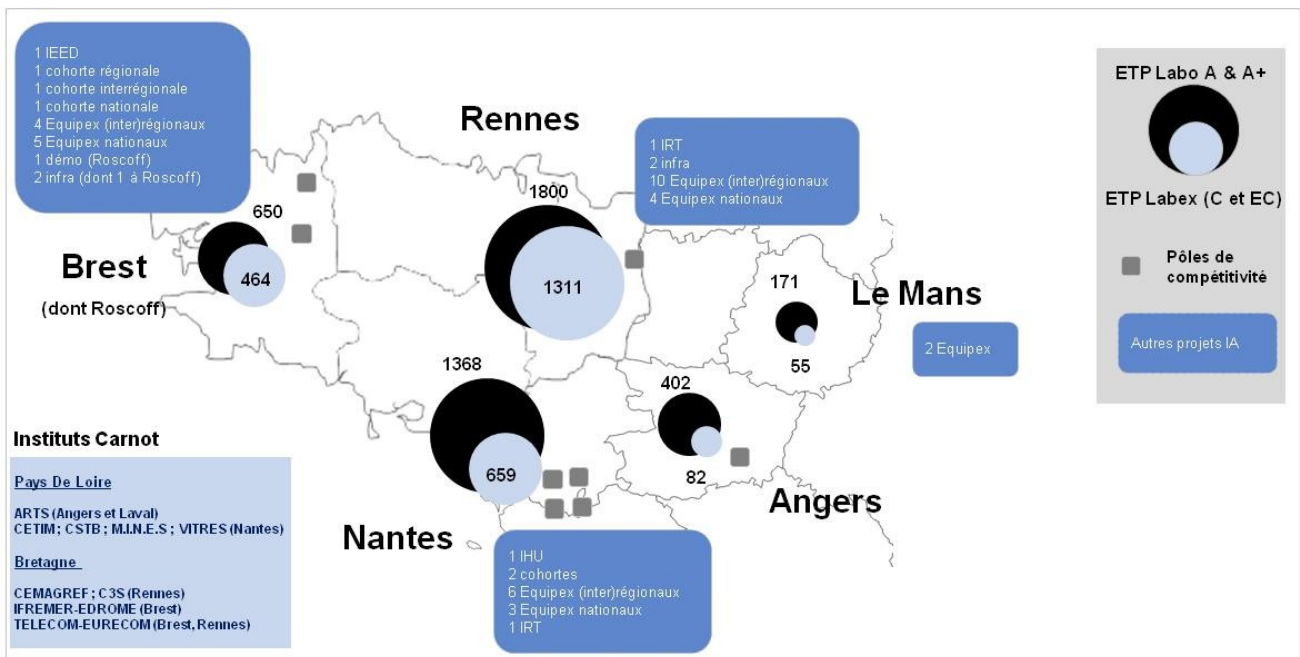 1 IEED
1 cohorte régionale
1 cohorte interrégionale
1 cohorte nationale
4 Equipex (inter)régionaux
5 Equipex nationaux
1 démo (Roscoff)
2 infra (dont 1 à Roscoff)
650
464
Brest
(dont Roscoff)
Rennes
1800
1311
1 IRT
2 infra
10 Equipex (inter)régionaux
4 Equipex nationaux
171
Le Mans
55
2 Equipex
1368
659
Nantes
402
82
Angers
1 IHU
2 cohortes
6 Equipex (inter)régionaux
3 Equipex nationaux
1 IRT
Instituts Carnot
Pays De Loire
ARTS (Angers et Laval)
CETIM ; CSTB ; M.I.N.E.S ; VITRES (Nantes)
Bretagne
CEMAGREF ; C3S (Rennes)
IFREMER-EDROME (Brest)
TELECOM-EURECOM (Brest, Rennes)
ETP Labo A & A+
ETP Labex (C et EC)
Pôles de
compétitivité
Autres projets IA